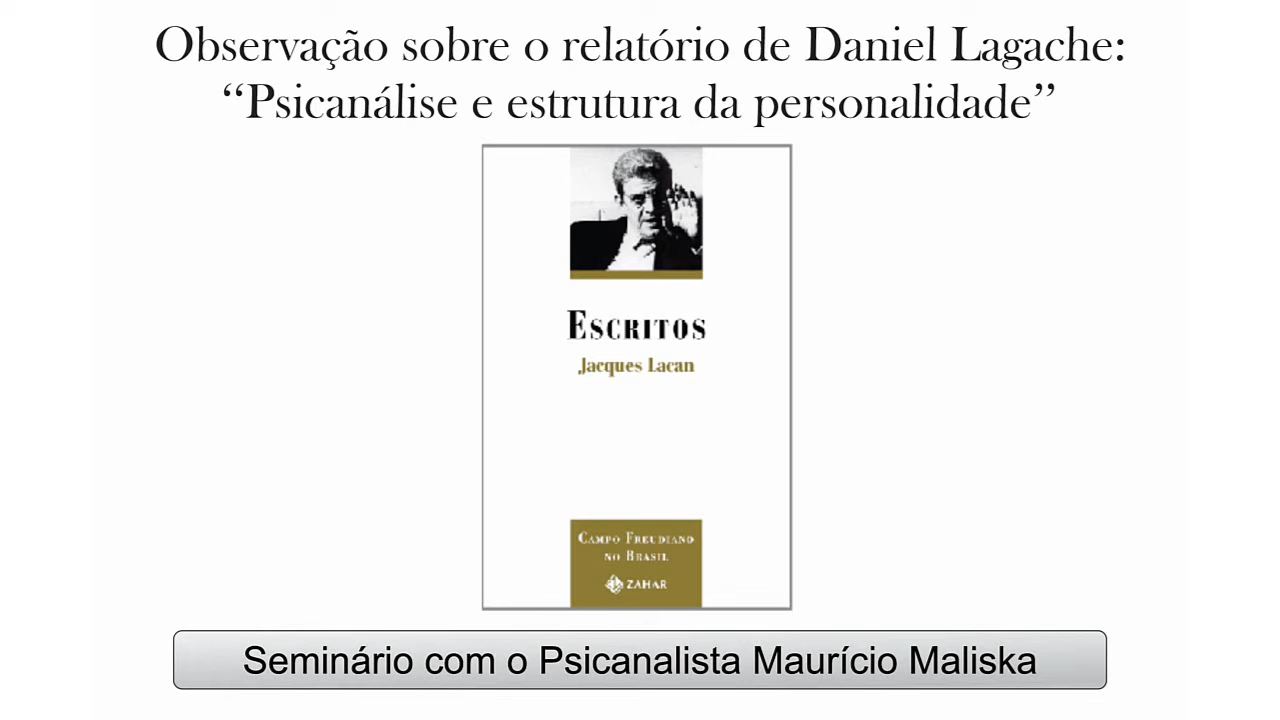 Observação sobre o relatório de Daniel Lagache:
“Psicanálise e estrutura da personalidade”
ESCRITOS
Jacques Lacan
CAMPO FREUDIANO
NO BRASIL
ZAHAR
Seminário com o Psicanalista Maurício Maliska